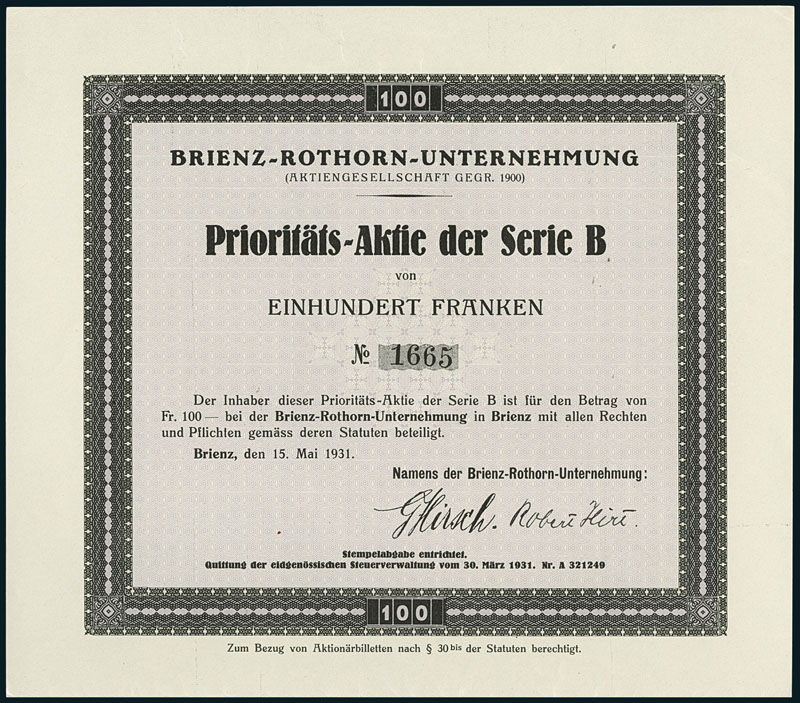 100
BRIENZ-ROTHORN-UNTERNEHMUNG
(AKTIENGESELLSCHAFT GEGR. 1900)
Prioritäts-Aktie der Serie B
von
EINHUNDERT FRANKEN
№ 1665
Der Inhaber dieser Prioritäts-Aktie der Serie B ist für den Betrag von
Fr. 100 — bei der Brienz-Rothorn-Unternehmung in Brienz mit allen Rechten
und Pflichten gemäss deren Statuten beteiligt.
Brienz, den 15. Mai 1931.
Namens der Brienz-Rothorn-Unternehmung:
GHirsch. Robert Hirt.
Stempelabgabe entrichtet.
Quittung der eidgenössischen Steuerverwaltung vom 30. März 1931. Nr. A 321249
100
Zum Bezug von Aktionärbilletten nach § 30 bis der Statuten berechtigt.